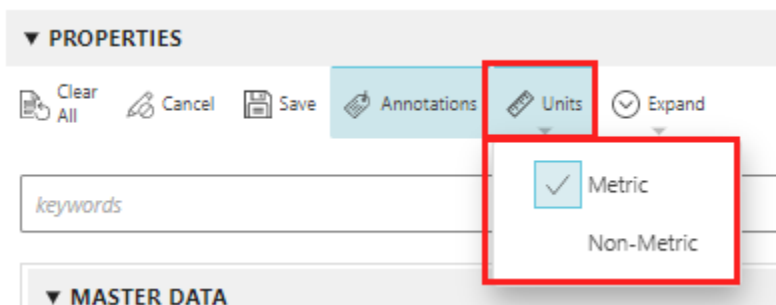 ▼ PROPERTIES
Clear
All
Cancel
Save
Annotations
Units
Expand
Metric
keywords
Non-Metric
▼ MASTER DATA